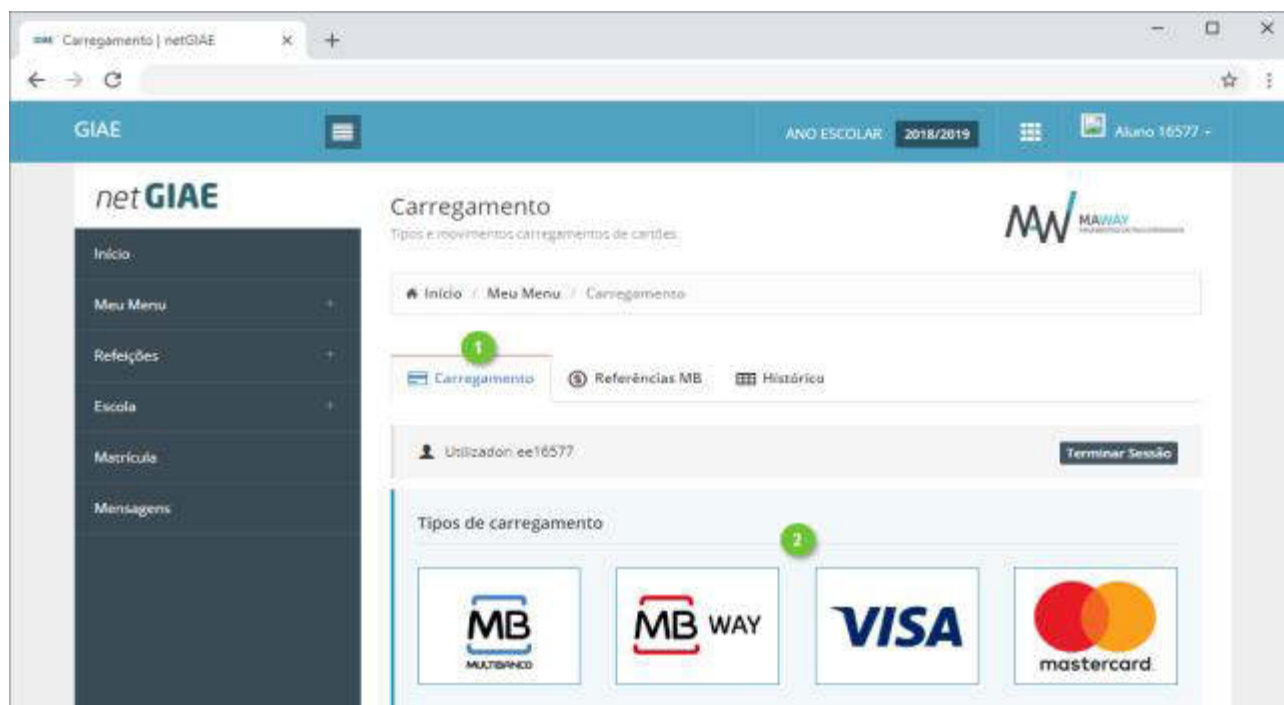 Carregamento | netGIAE
GIAE
ANO ESCOLAR 2018/2019
Aluno 16577
netGIAE
Início
Meu Menu
Refeições
Escola
Matrícula
Mensagens
Carregamento
Tipos e movimentos carregamentos de cartões
MAWAY
Início / Meu Menu / Carregamento
1
Carregamento
Referências MB
Histórico
Utilizador: ee16577
Terminar Sessão
Tipos de carregamento
2
MB
MULTIBANCO
MB WAY
VISA
mastercard